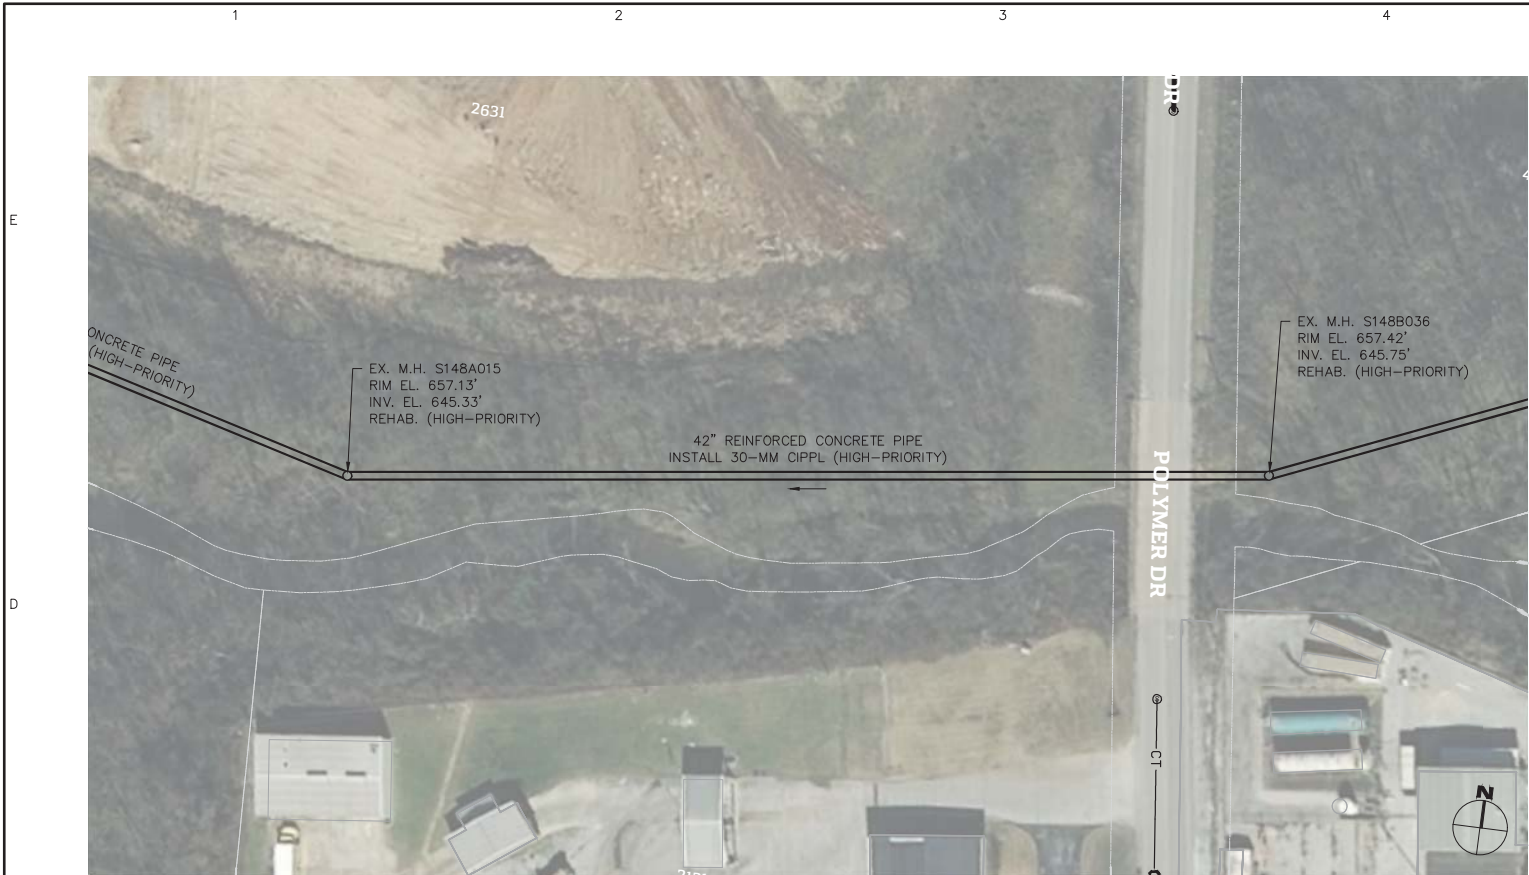 1 2 3 4
E
D
2631
DR
ONCRETE PIPE
(HIGH-PRIORITY)
EX. M.H. S148A015
RIM EL. 657.13'
INV. EL. 645.33'
REHAB. (HIGH-PRIORITY)
42" REINFORCED CONCRETE PIPE
INSTALL 30-MM CIPPL (HIGH-PRIORITY)
EX. M.H. S148B036
RIM EL. 657.42'
INV. EL. 645.75'
REHAB. (HIGH-PRIORITY)
POLYMER DR
CT
N